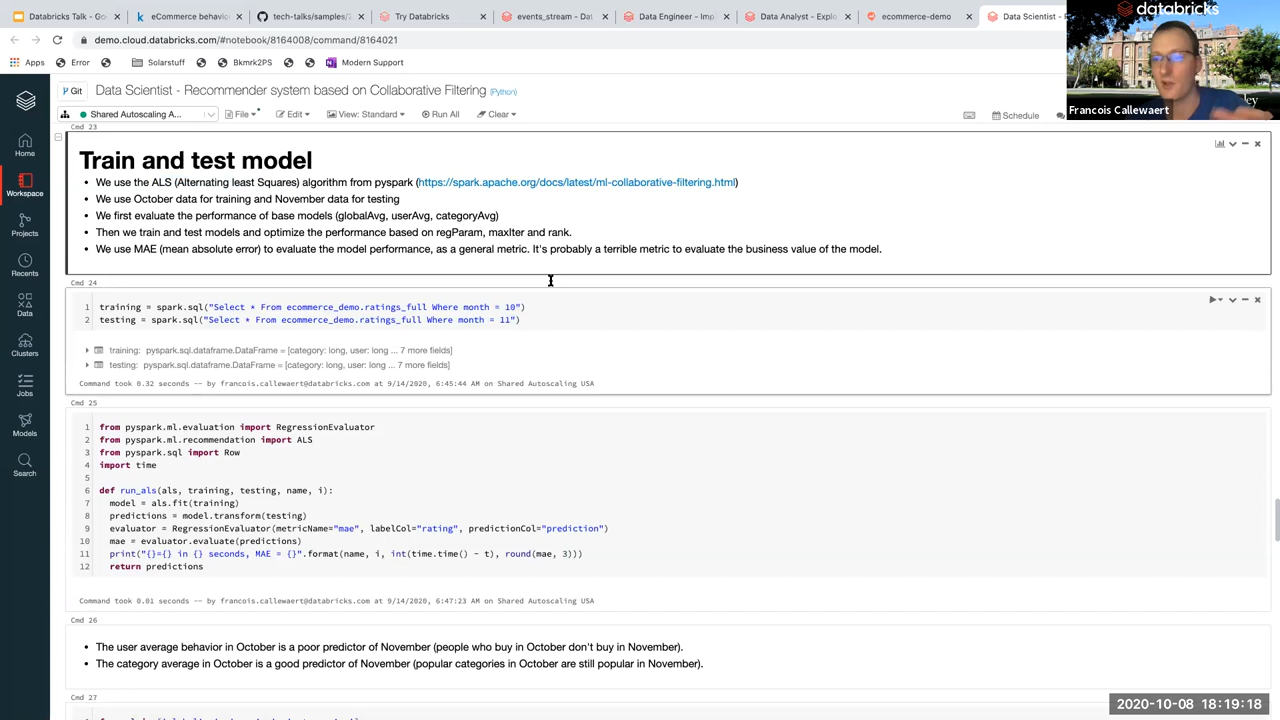 Databricks Talk - Goo
eCommerce behavio
tech-talks/samples/
Try Databricks
events_stream - Dat
Data Engineer - Imp
Data Analyst - Explo
ecommerce-demo
Data Scientist -
databricks
demo.cloud.databricks.com/#notebook/8164008/command/8164021
Apps
Error
Solarstuff
Bkmrk2PS
Modern Support
Git
Data Scientist - Recommender system based on Collaborative Filtering (Python)
Francois Callewaert
Shared Autoscaling A...
File
Edit
View: Standard
Run All
Clear
Schedule
Cmd 23
Train and test model
• We use the ALS (Alternating least Squares) algorithm from pyspark (https://spark.apache.org/docs/latest/ml-collaborative-filtering.html)
• We use October data for training and November data for testing
• We first evaluate the performance of base models (globalAvg, userAvg, categoryAvg)
• Then we train and test models and optimize the performance based on regParam, maxIter and rank.
• We use MAE (mean absolute error) to evaluate the model performance, as a general metric. It's probably a terrible metric to evaluate the business value of the model.
Home
Workspace
Projects
Recents
Data
Clusters
Jobs
Models
Search
Cmd 24
1 training = spark.sql("Select * From ecommerce_demo.ratings_full Where month = 10")
2 testing = spark.sql("Select * From ecommerce_demo.ratings_full Where month = 11")
training: pyspark.sql.dataframe.DataFrame = [category: long, user: long ... 7 more fields]
testing: pyspark.sql.dataframe.DataFrame = [category: long, user: long ... 7 more fields]
Command took 0.32 seconds -- by francois.callewaert@databricks.com at 9/14/2020, 6:45:44 AM on Shared Autoscaling USA
Cmd 25
1 from pyspark.ml.evaluation import RegressionEvaluator
2 from pyspark.ml.recommendation import ALS
3 from pyspark.sql import Row
4 import time
5
6 def run_als(als, training, testing, name, i):
7 model = als.fit(training)
8 predictions = model.transform(testing)
9 evaluator = RegressionEvaluator(metricName="mae", labelCol="rating", predictionCol="prediction")
10 mae = evaluator.evaluate(predictions)
11 print("{}={} in {} seconds, MAE = {}".format(name, i, int(time.time() - t), round(mae, 3)))
12 return predictions
Command took 0.01 seconds -- by francois.callewaert@databricks.com at 9/14/2020, 6:47:23 AM on Shared Autoscaling USA
Cmd 26
• The user average behavior in October is a poor predictor of November (people who buy in October don't buy in November).
• The category average in October is a good predictor of November (popular categories in October are still popular in November).
Cmd 27
2020-10-08 18:19:18